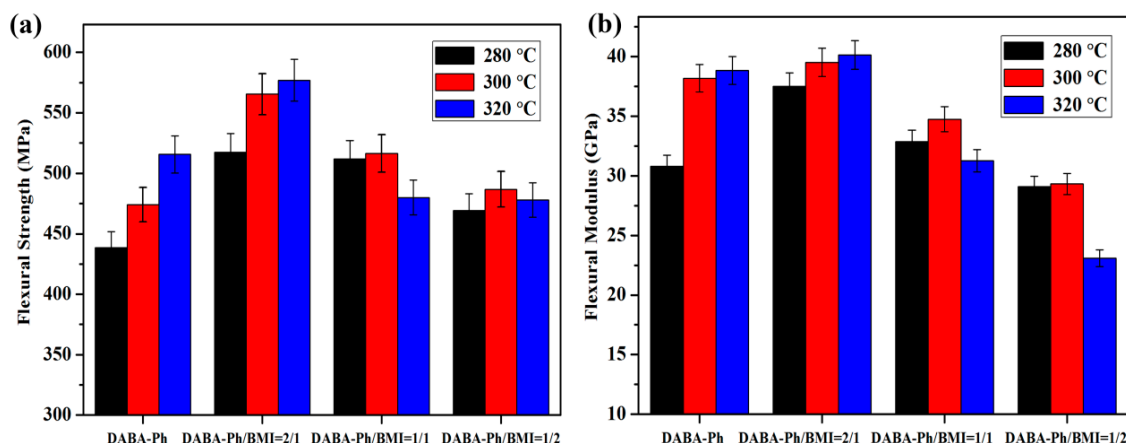 (a)
Flexural Strength (MPa)
600
550
500
450
400
350
300
280 °C
300 °C
320 °C
DABA-Ph DABA-Ph/BMI=2/1 DABA-Ph/BMI=1/1 DABA-Ph/BMI=1/2
(b)
Flexural Modulus (GPa)
40
35
30
25
20
15
10
280 °C
300 °C
320 °C
DABA-Ph DABA-Ph/BMI=2/1 DABA-Ph/BMI=1/1 DABA-Ph/BMI=1/2